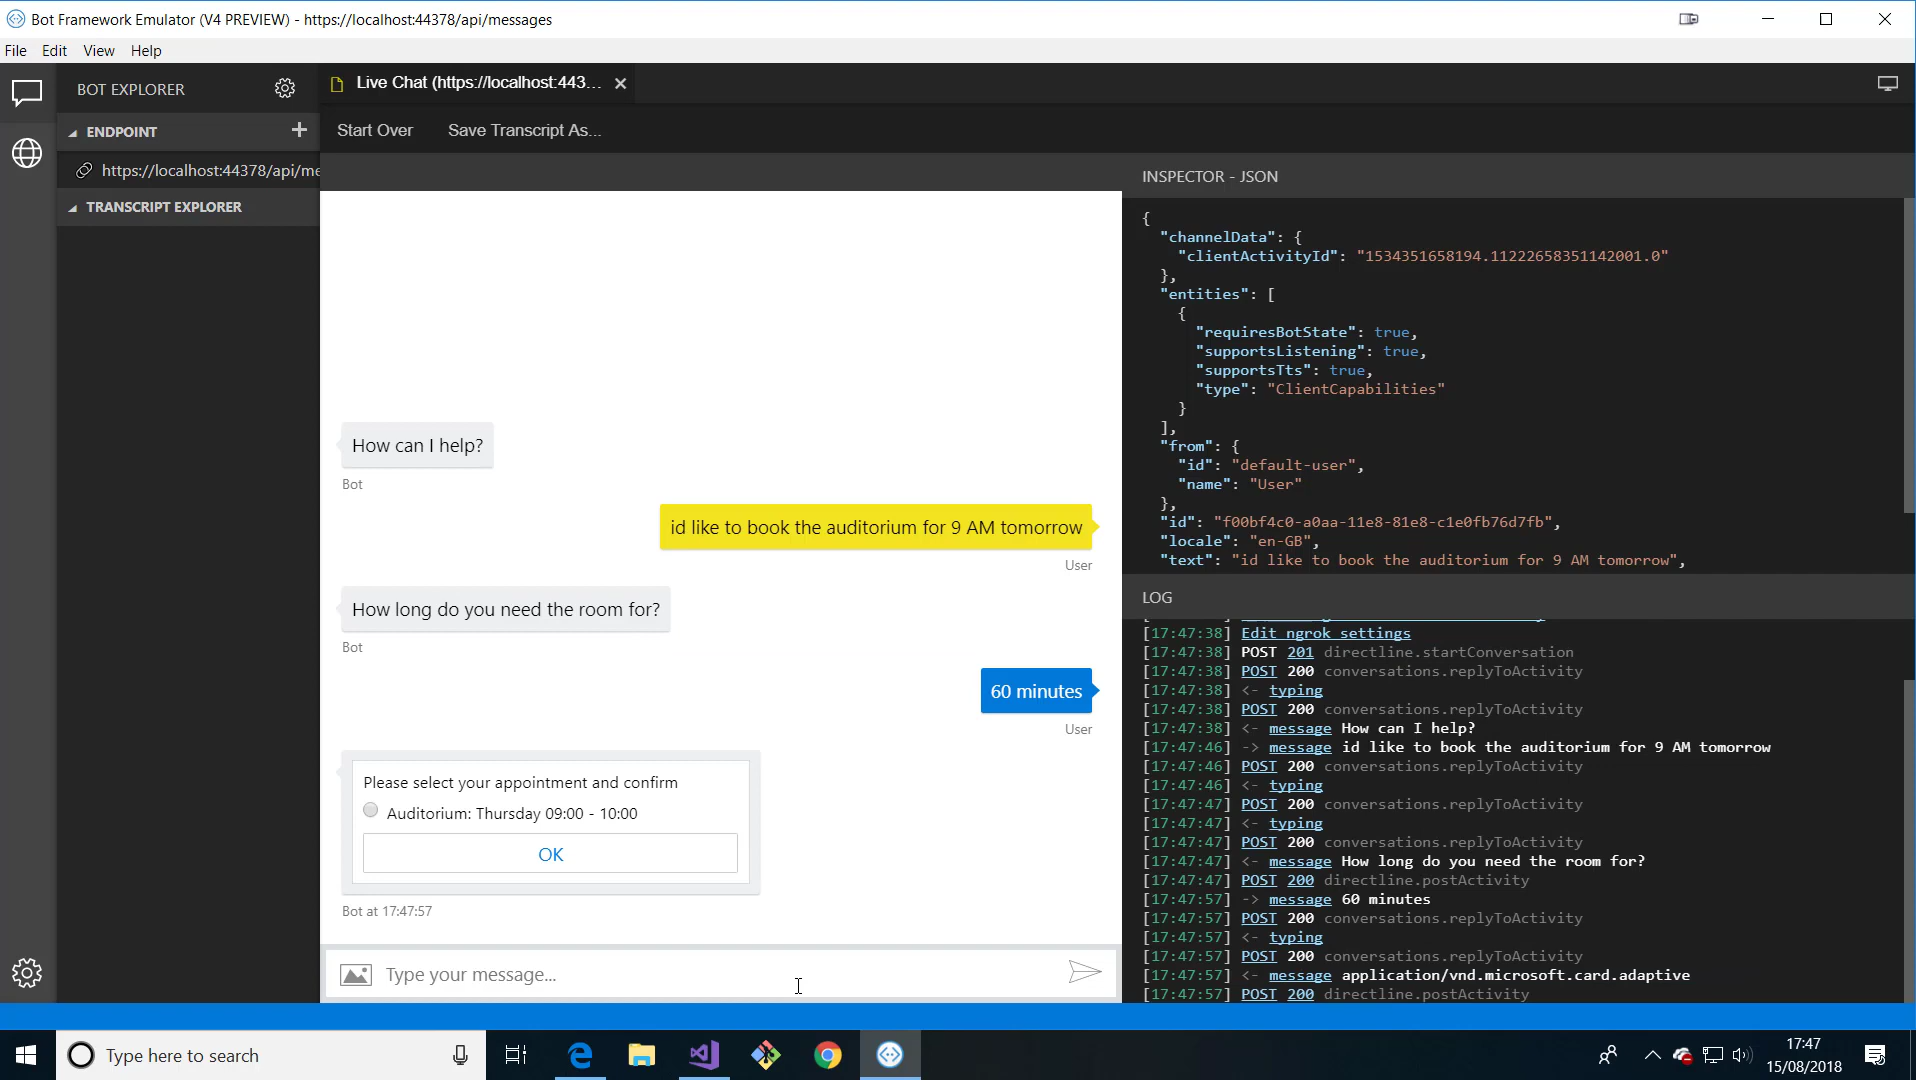 Bot Framework Emulator (V4 PREVIEW) - https://localhost:44378/api/messages
File Edit View Help
BOT EXPLORER
ENDPOINT +
https://localhost:44378/api/me
TRANSCRIPT EXPLORER
Live Chat (https://localhost:443...
Start Over Save Transcript As...
How can I help?
Bot
id like to book the auditorium for 9 AM tomorrow
User
How long do you need the room for?
Bot
60 minutes
User
Please select your appointment and confirm
Auditorium: Thursday 09:00 - 10:00
OK
Bot at 17:47:57
Type your message...
INSPECTOR - JSON
{
"channelData": {
"clientActivityId": "1534351658194.11222658351142001.0"
},
"entities": [
{
"requiresBotState": true,
"supportsListening": true,
"supportsTts": true,
"type": "ClientCapabilities"
}
],
"from": {
"id": "default-user",
"name": "User"
},
"id": "f00bf4c0-a0aa-11e8-81e8-c1e0fb76d7fb",
"locale": "en-GB",
"text": "id like to book the auditorium for 9 AM tomorrow",
LOG
[17:47:38] Edit ngrok settings
[17:47:38] POST 201 directline.startConversation
[17:47:38] POST 200 conversations.replyToActivity
[17:47:38] <- typing
[17:47:38] POST 200 conversations.replyToActivity
[17:47:38] <- message How can I help?
[17:47:46] -> message id like to book the auditorium for 9 AM tomorrow
[17:47:46] POST 200 conversations.replyToActivity
[17:47:46] <- typing
[17:47:47] POST 200 conversations.replyToActivity
[17:47:47] <- typing
[17:47:47] POST 200 conversations.replyToActivity
[17:47:47] <- message How long do you need the room for?
[17:47:47] POST 200 directline.postActivity
[17:47:57] -> message 60 minutes
[17:47:57] POST 200 conversations.replyToActivity
[17:47:57] <- typing
[17:47:57] POST 200 conversations.replyToActivity
[17:47:57] <- message application/vnd.microsoft.card.adaptive
[17:47:57] POST 200 directline.postActivity
Type here to search
17:47
15/08/2018